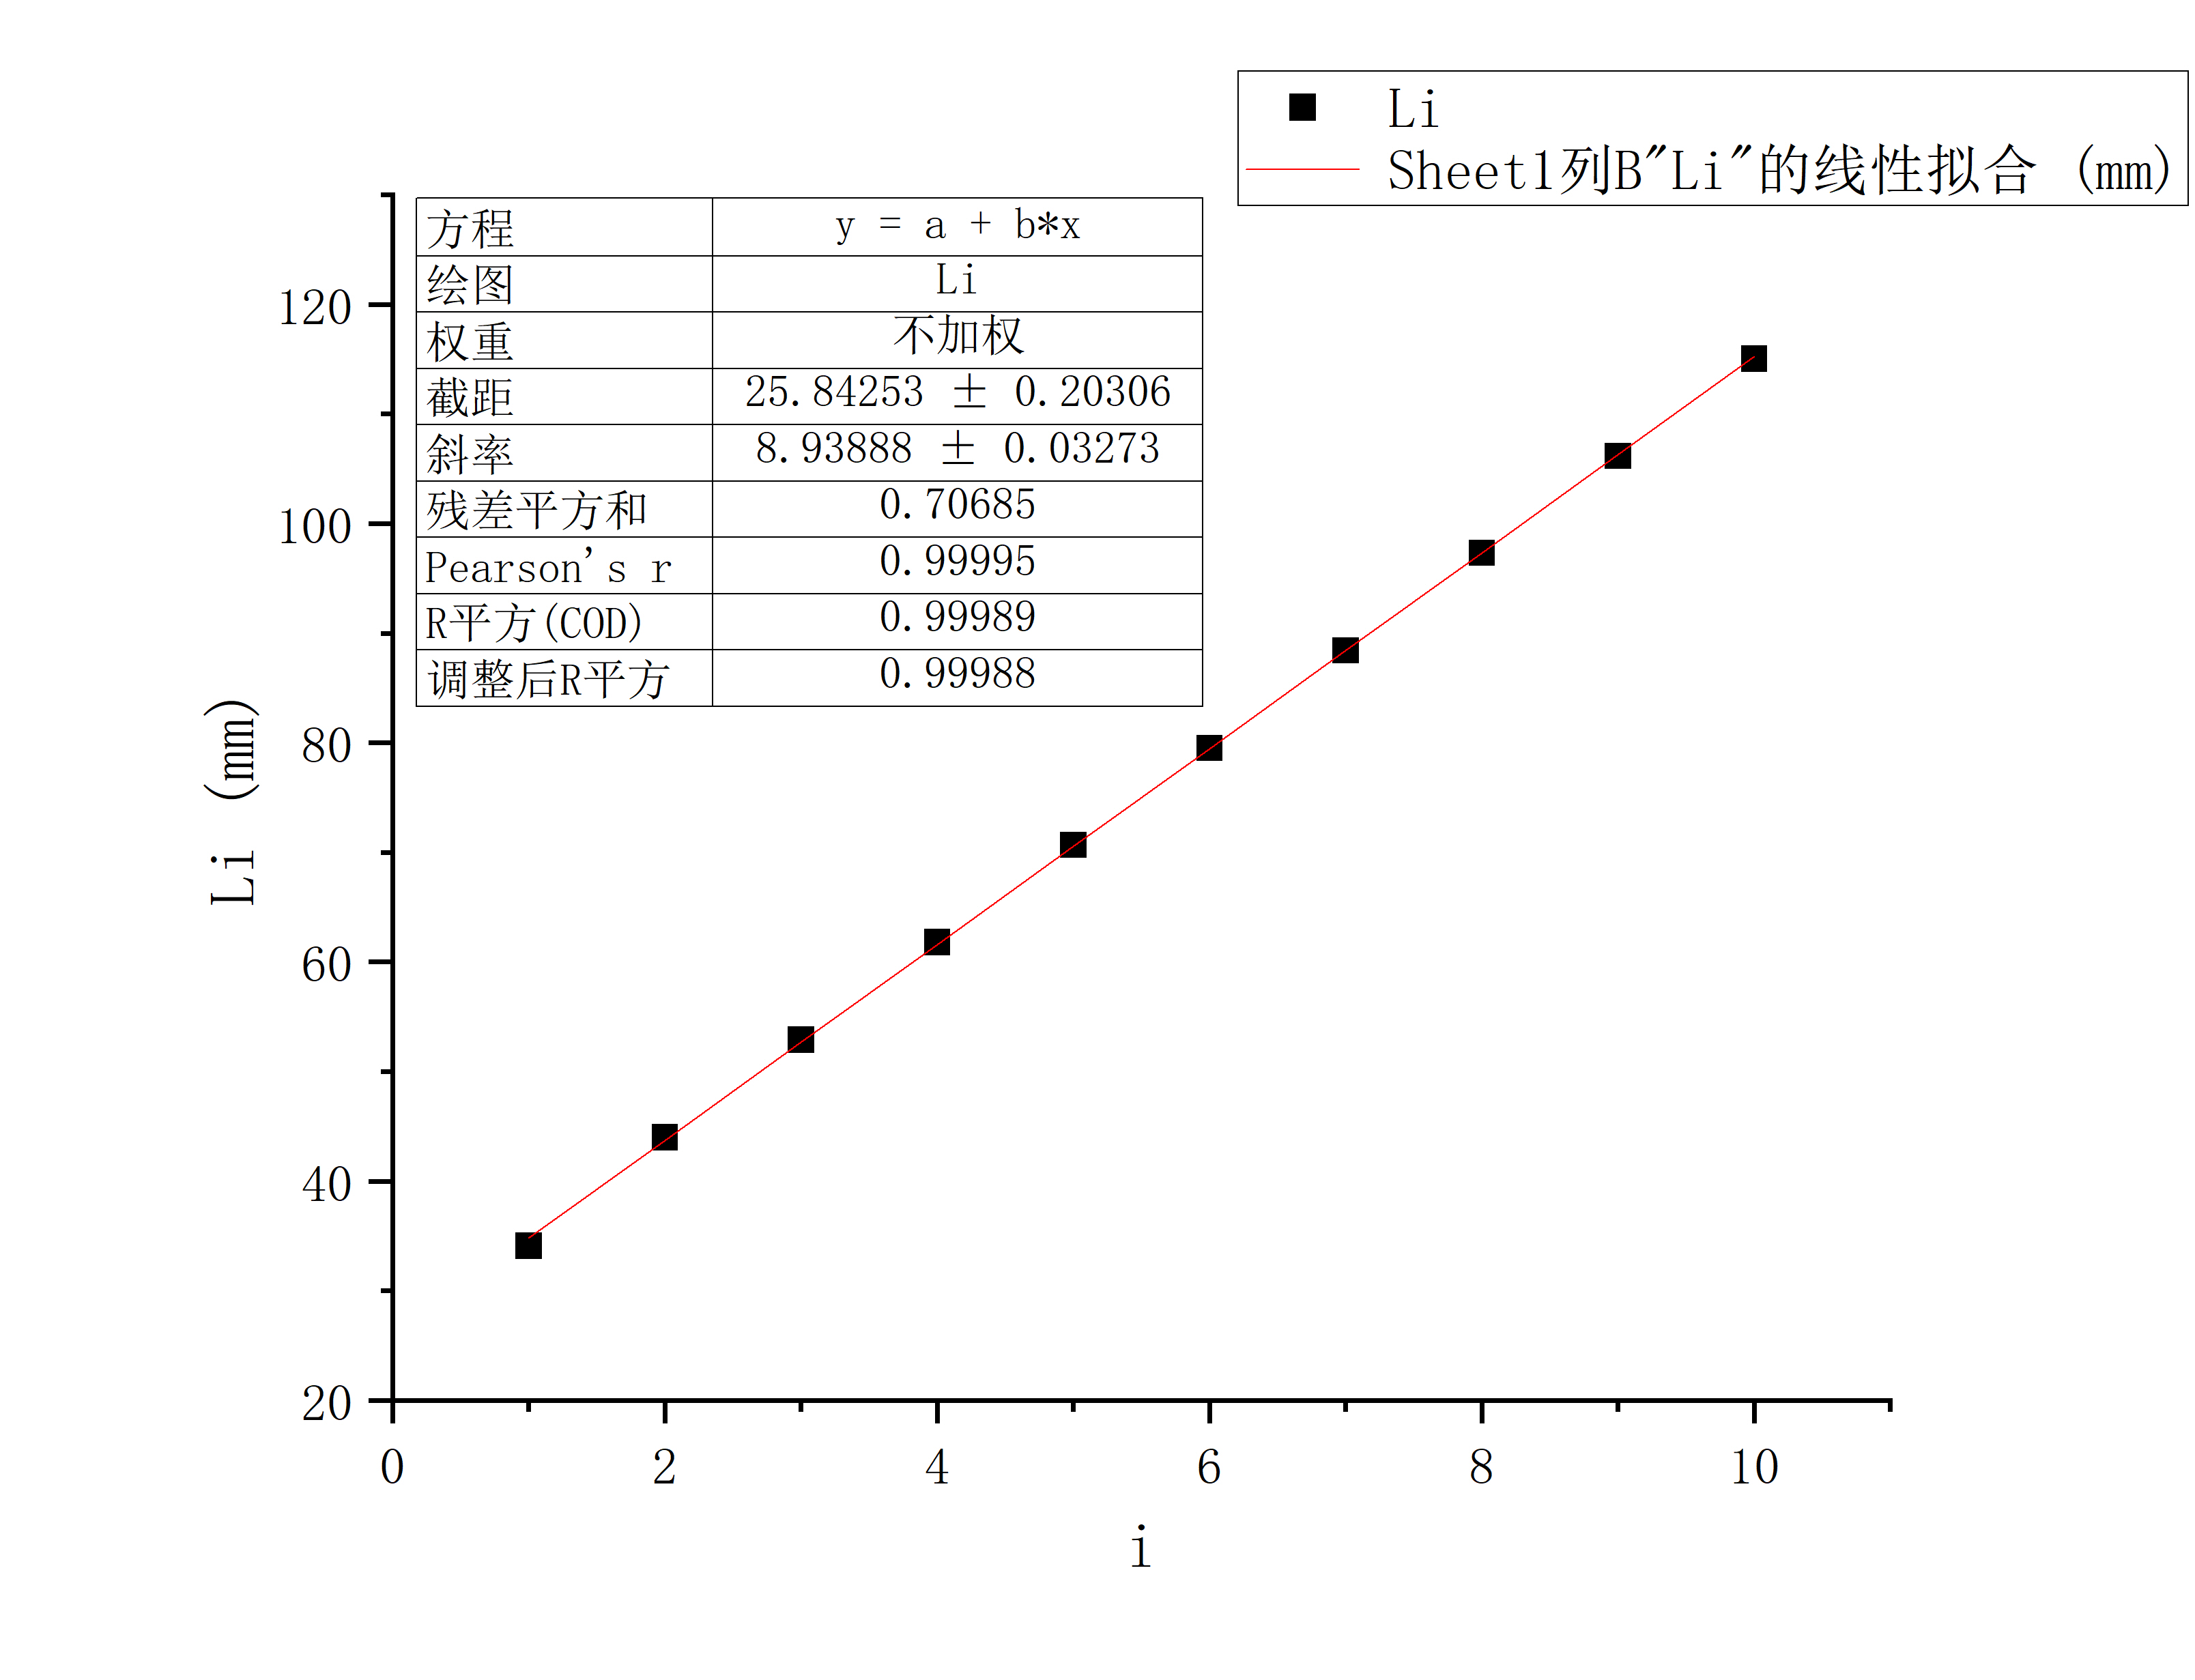 Li
Sheet1列B"Li"的线性拟合 (mm)
方程 y = a + b*x
绘图 Li
权重 不加权
截距 25.84253 ± 0.20306
斜率 8.93888 ± 0.03273
残差平方和 0.70685
Pearson's r 0.99995
R平方(COD) 0.99989
调整后R平方 0.99988
120
100
80
60
40
20
Li (mm)
0 2 4 6 8 10
i